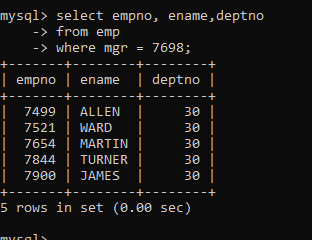 mysql> select empno, ename,deptno
    -> from emp
    -> where mgr = 7698;
+-------+--------+--------+
| empno | ename  | deptno |
+-------+--------+--------+
|  7499 | ALLEN  |     30 |
|  7521 | WARD   |     30 |
|  7654 | MARTIN |     30 |
|  7844 | TURNER |     30 |
|  7900 | JAMES  |     30 |
+-------+--------+--------+
5 rows in set (0.00 sec)
mysql>